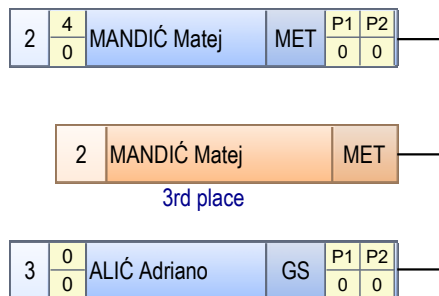 2 4 0 MANDIĆ Matej MET P1 P2 0 0
2 MANDIĆ Matej MET
3rd place
3 0 0 ALIĆ Adriano GS P1 P2 0 0